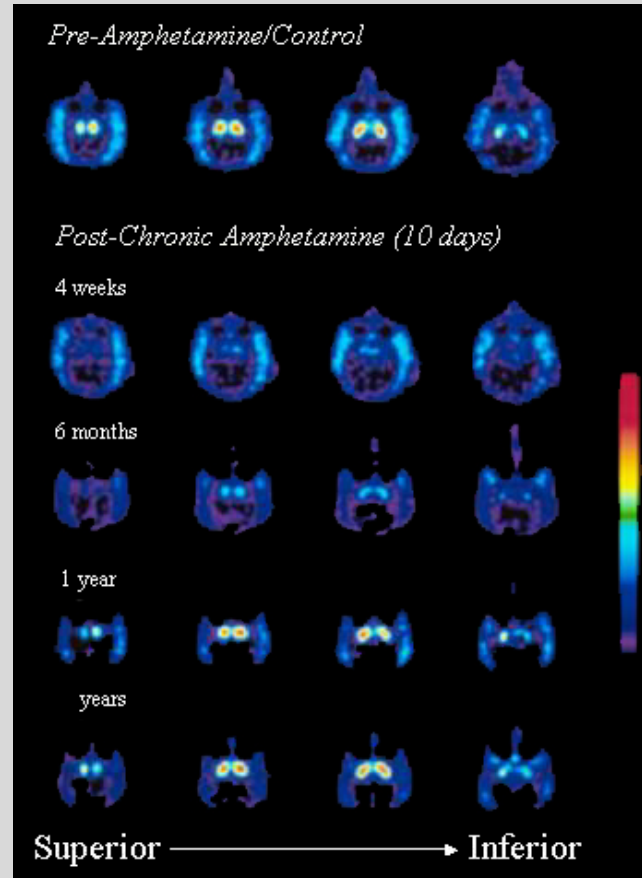 Pre-Amphetamine/Control
Post-Chronic Amphetamine (10 days)
4 weeks
6 months
1 year
years
Superior
Inferior